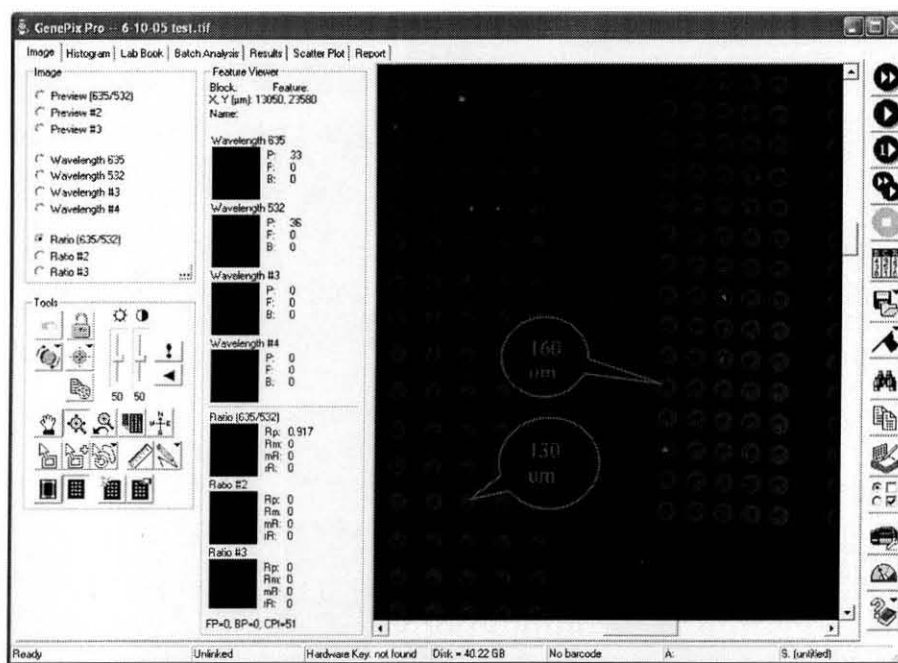 GenePix Pro -- 6-10-05 test.tif
Image Histogram Lab Book Batch Analysis Results Scatter Plot Report
Image
Preview (635/532)
Preview #2
Preview #3
Wavelength 635
Wavelength 532
Wavelength #3
Wavelength #4
Ratio (635/532)
Ratio #2
Ratio #3
...
Tools
50 50
Feature Viewer
Block: Feature:
X, Y (µm): 13050, 23580
Name:
Wavelength 635
P: 33
F: 0
B: 0
Wavelength 532
P: 36
F: 0
B: 0
Wavelength #3
P: 0
F: 0
B: 0
Wavelength #4
P: 0
F: 0
B: 0
Ratio (635/532)
Rp: 0.917
Rm: 0
mR: 0
rR: 0
Ratio #2
Rp: 0
Rm: 0
mR: 0
rR: 0
Ratio #3
Rp: 0
Rm: 0
mR: 0
rR: 0
FP=0, BP=0, CPI=51
160
um
130
um
Ready Unlinked Hardware Key: not found Disk = 40.22 GB No barcode A: S: (untitled)